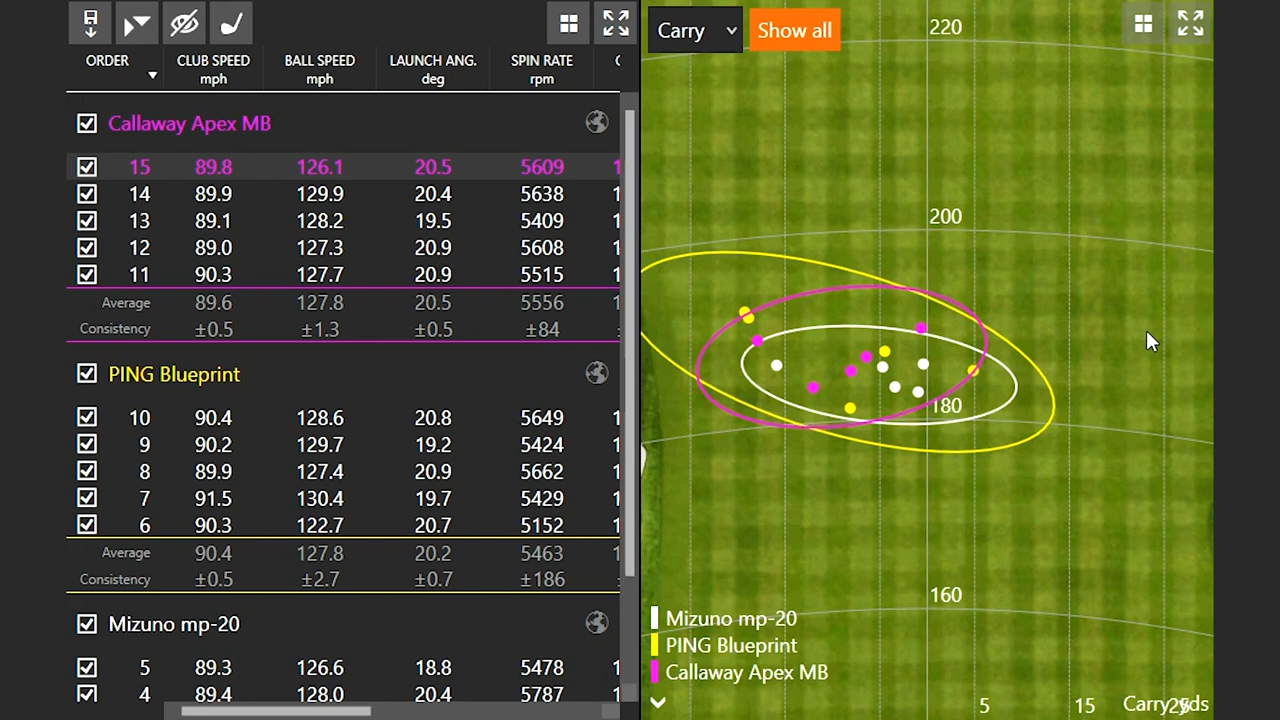 ORDER CLUB SPEED BALL SPEED LAUNCH ANG. SPIN RATE
mph mph deg rpm
Callaway Apex MB
15 89.8 126.1 20.5 5609
14 89.9 129.9 20.4 5638
13 89.1 128.2 19.5 5409
12 89.0 127.3 20.9 5608
11 90.3 127.7 20.9 5515
Average 89.6 127.8 20.5 5556
Consistency ±0.5 ±1.3 ±0.5 ±84
PING Blueprint
10 90.4 128.6 20.8 5649
9 90.2 129.7 19.2 5424
8 89.9 127.4 20.9 5662
7 91.5 130.4 19.7 5429
6 90.3 122.7 20.7 5152
Average 90.4 127.8 20.2 5463
Consistency ±0.5 ±2.7 ±0.7 ±186
Mizuno mp-20
5 89.3 126.6 18.8 5478
4 89.4 128.0 20.4 5787
Carry Show all
220
200
180
160
Mizuno mp-20
PING Blueprint
Callaway Apex MB
5 15 25
Carry yds